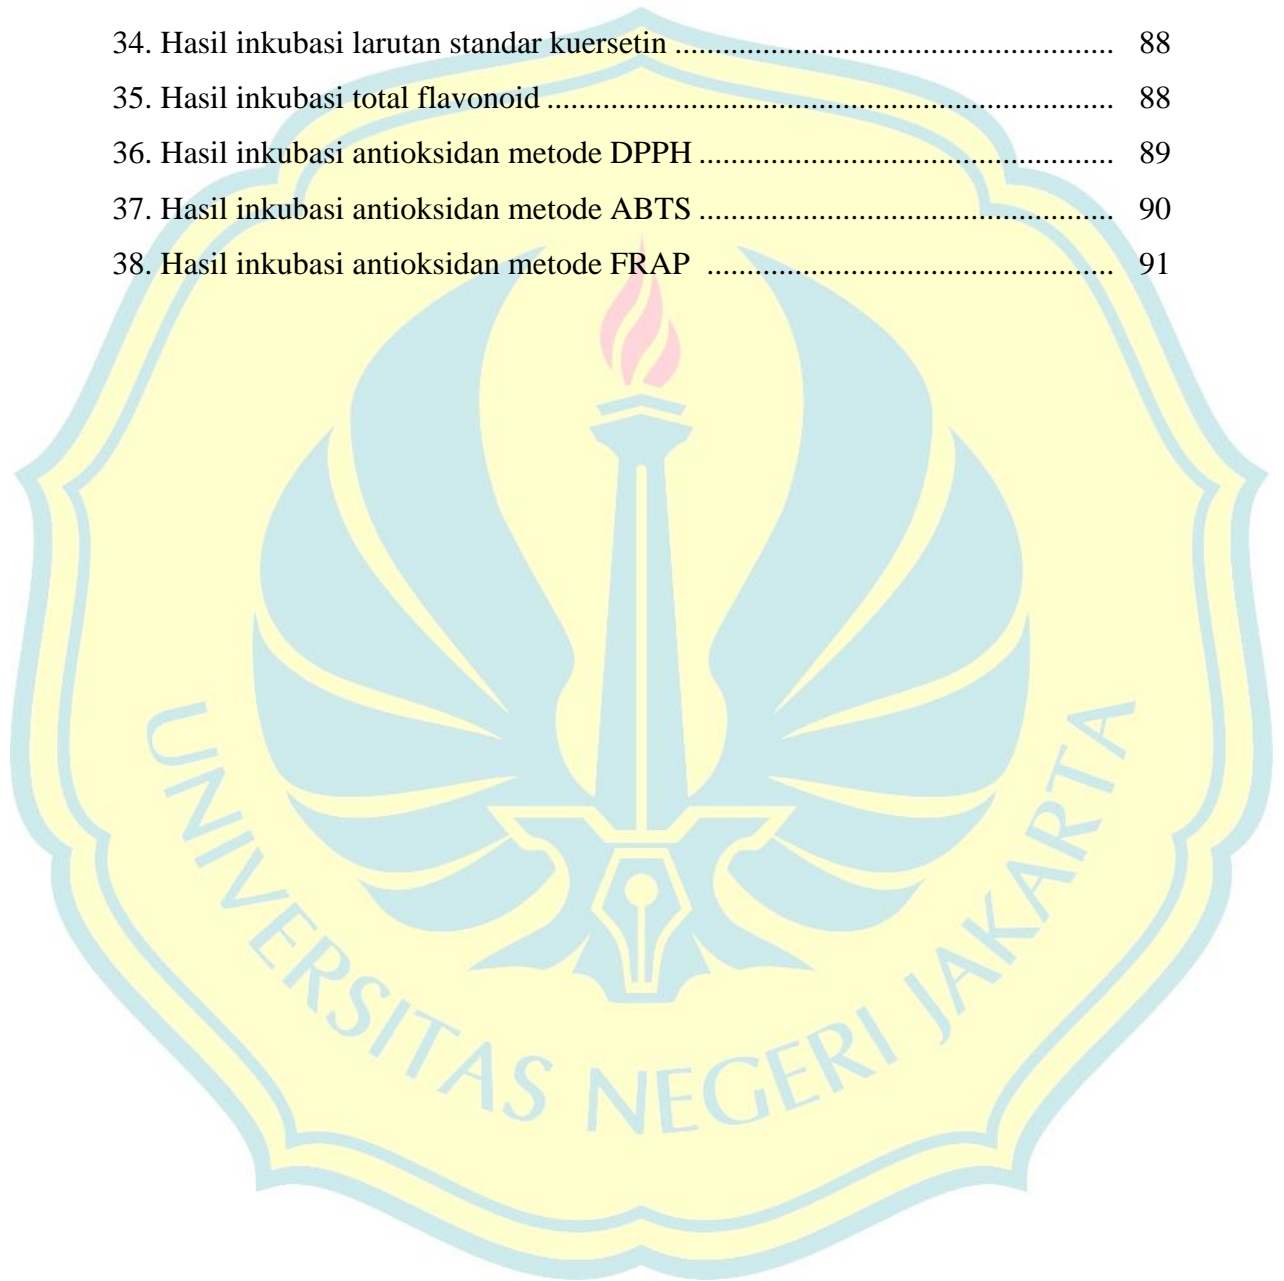 34. Hasil inkubasi larutan standar kuersetin ........................................................ 88
35. Hasil inkubasi total flavonoid ........................................................................ 88
36. Hasil inkubasi antioksidan metode DPPH ..................................................... 89
37. Hasil inkubasi antioksidan metode ABTS ..................................................... 90
38. Hasil inkubasi antioksidan metode FRAP .................................................... 91
UNIVERSITAS NEGERI JAKARTA